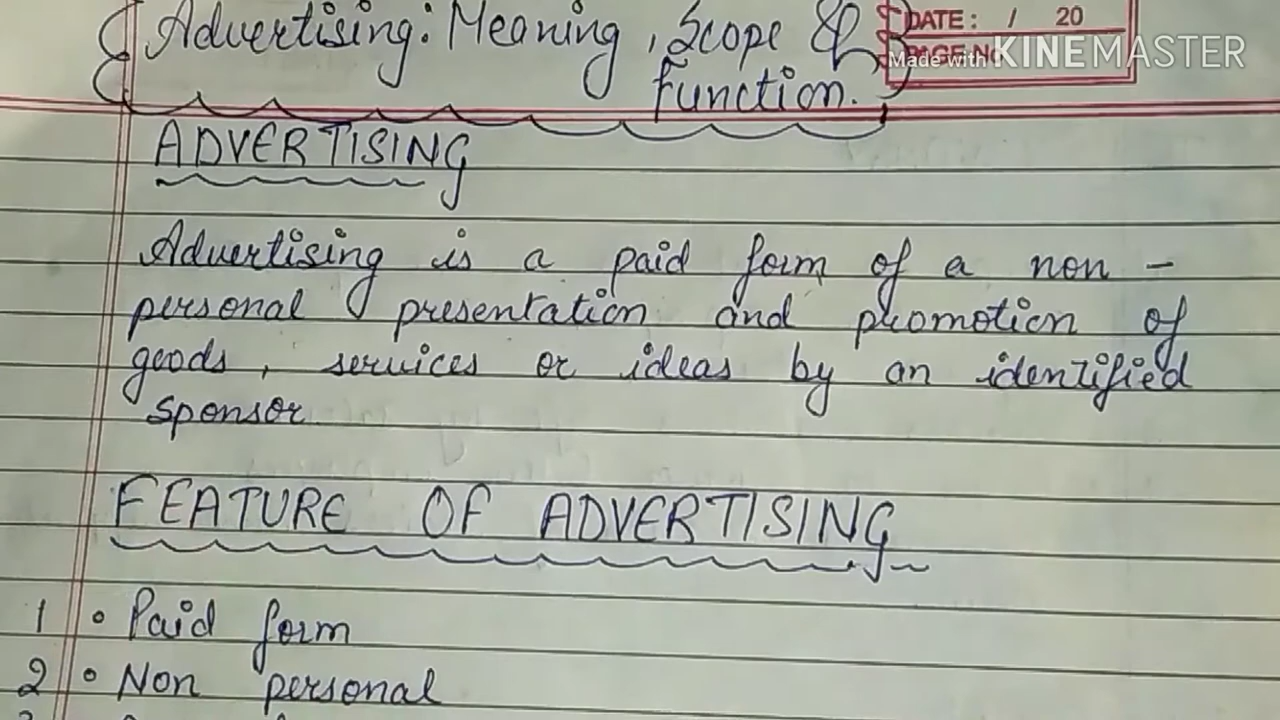 Advertising: Meaning, Scope &
Function.
DATE: / 20
PAGE NO
Made with KINEMASTER
ADVERTISING
Advertising is a paid form of a non -
personal presentation and promotion of
goods, services or ideas by an identified
sponsor
FEATURE OF ADVERTISING
1 • Paid form
2 • Non personal